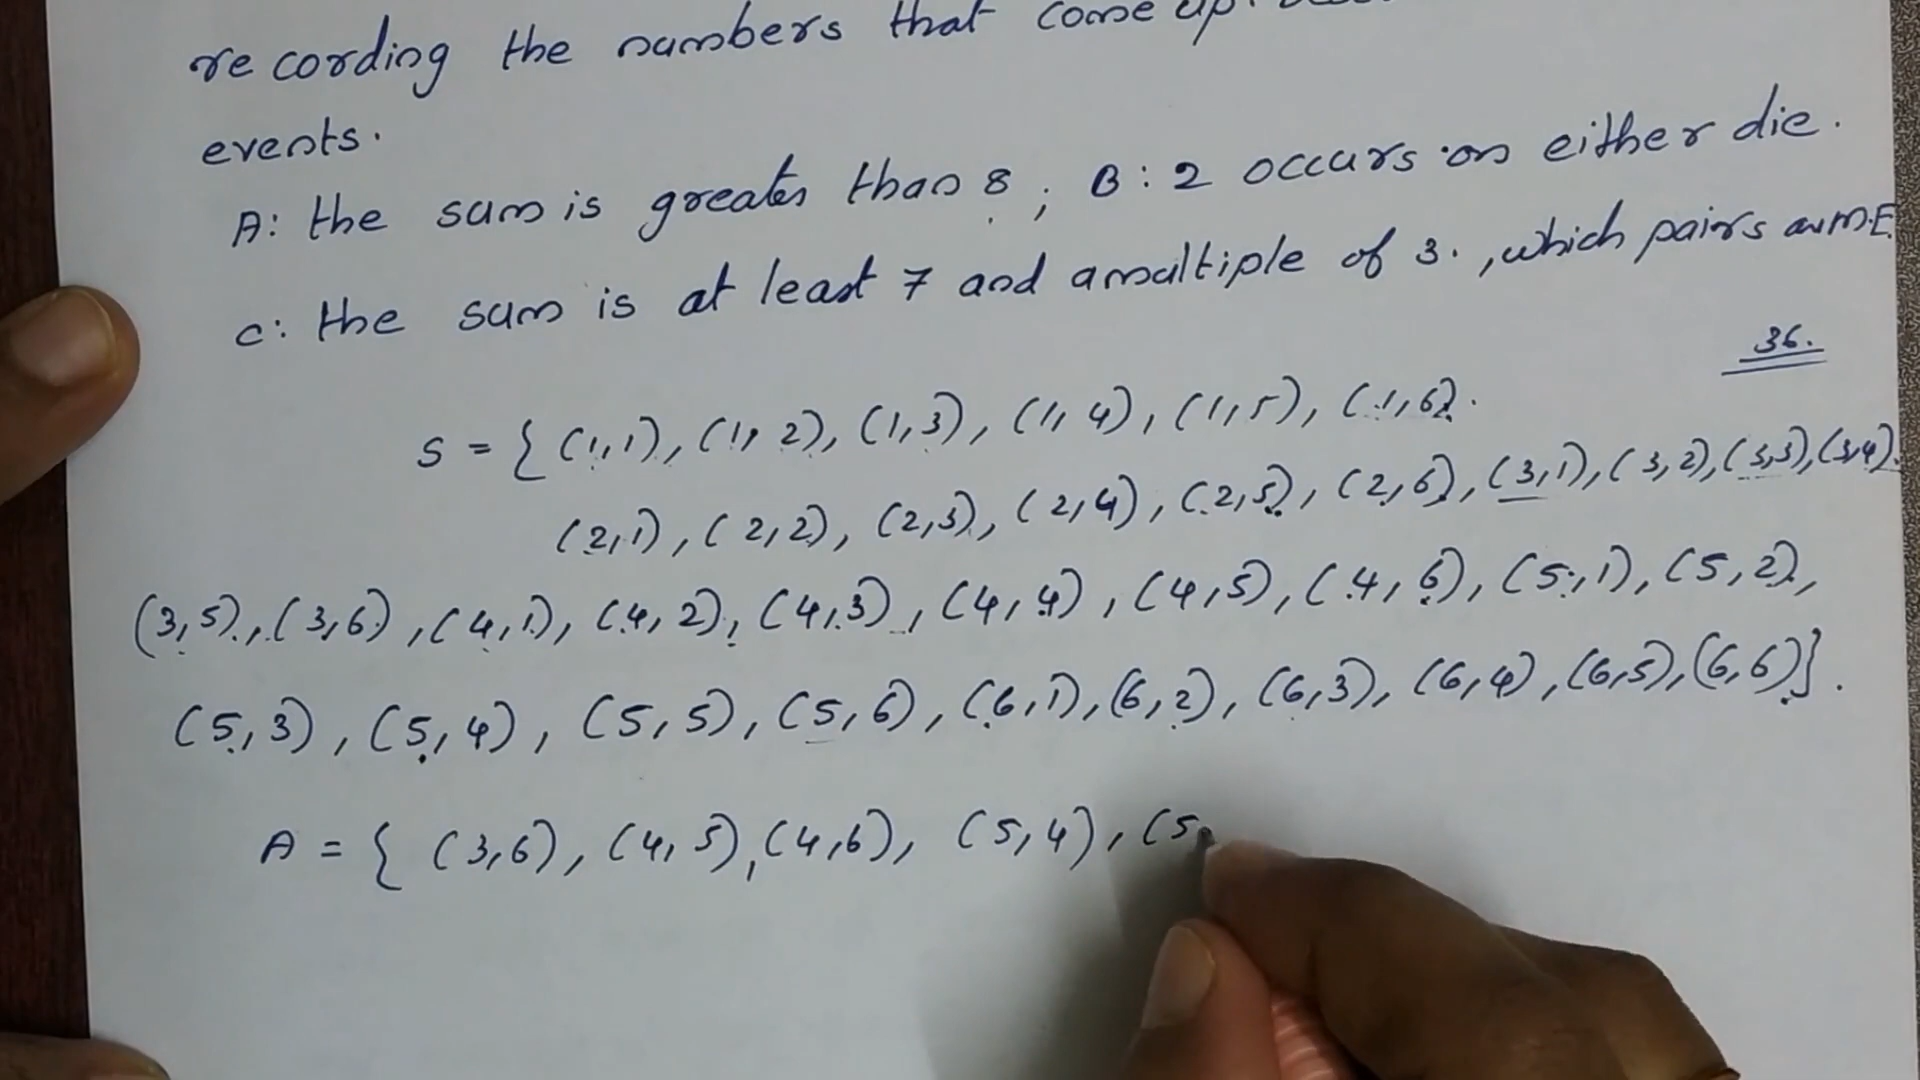 recording the numbers that come up.
events.
A: the sum is greater than 8 ; B : 2 occurs on either die.
C: the sum is at least 7 and a multiple of 3. , which pairs are M.E.
36.
S = { (1,1), (1, 2), (1,3), (1, 4), (1,5), (1,6).
(2,1), (2,2), (2,3), (2,4), (2,5), (2,6), (3,1), (3,2), (3,3), (3,4).
(3,5), (3,6), (4,1), (4,2), (4,3), (4,4), (4,5), (4,6), (5,1), (5,2),
(5,3), (5,4), (5,5), (5,6), (6,1), (6,2), (6,3), (6,4), (6,5), (6,6)}.
A = { (3,6), (4,5), (4,6), (5,4), (5,